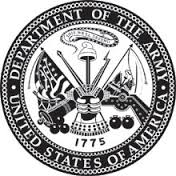 DEPARTMENT OF THE ARMY
UNITED STATES OF AMERICA
1775